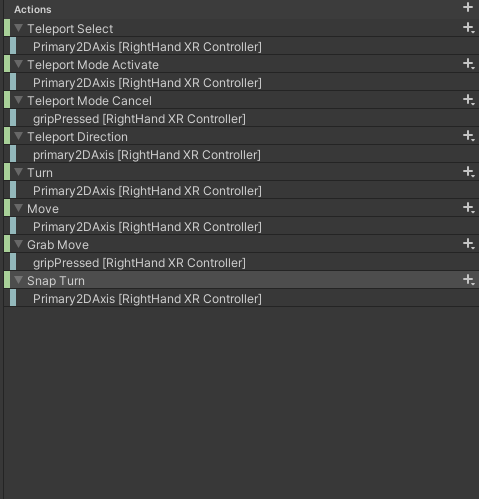 Actions
Teleport Select
Primary2DAxis [RightHand XR Controller]
Teleport Mode Activate
Primary2DAxis [RightHand XR Controller]
Teleport Mode Cancel
gripPressed [RightHand XR Controller]
Teleport Direction
primary2DAxis [RightHand XR Controller]
Turn
Primary2DAxis [RightHand XR Controller]
Move
Primary2DAxis [RightHand XR Controller]
Grab Move
gripPressed [RightHand XR Controller]
Snap Turn
Primary2DAxis [RightHand XR Controller]